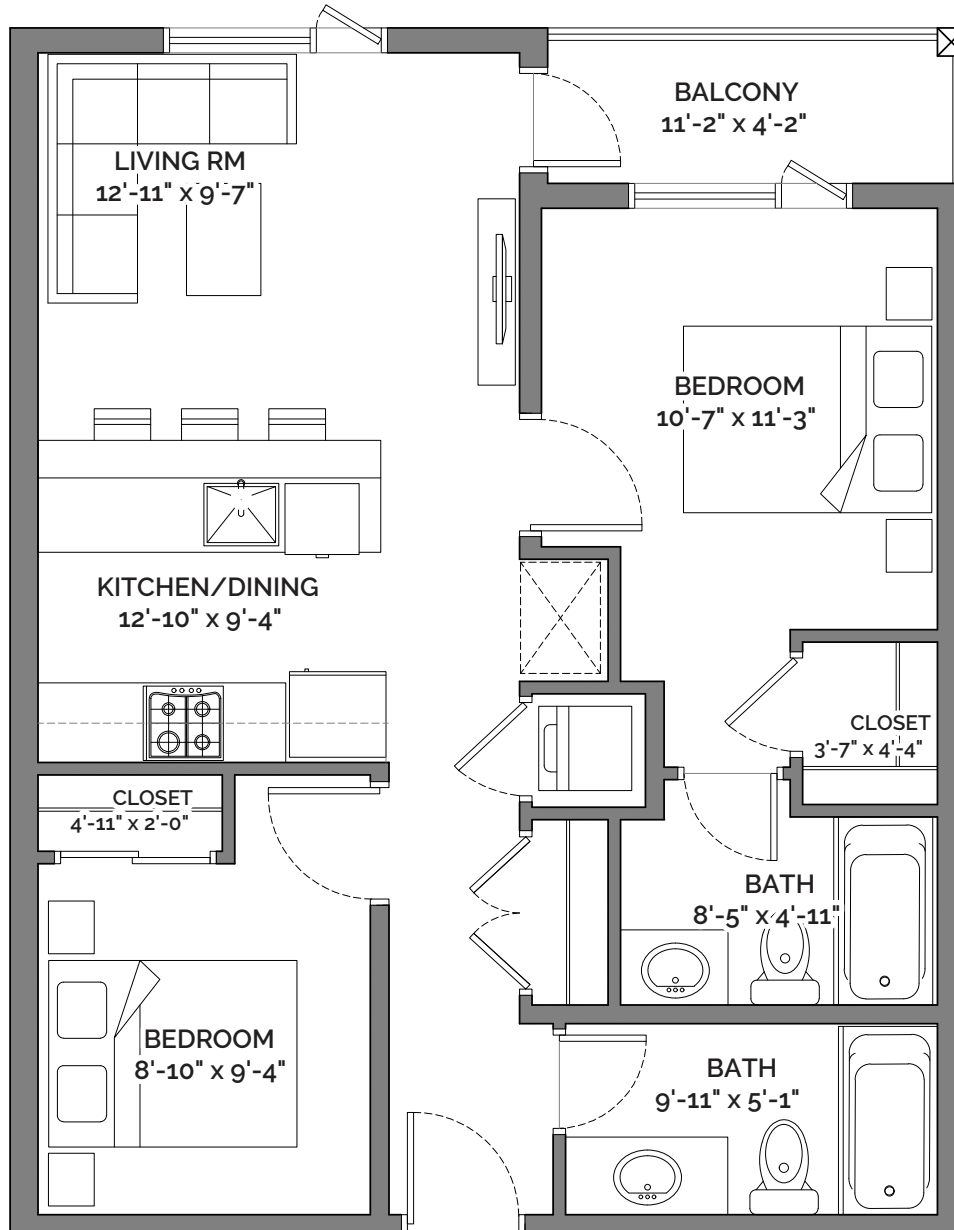 BALCONY
11'-2" x 4'-2"
LIVING RM
12'-11" x 9'-7"
BEDROOM
10'-7" x 11'-3"
KITCHEN/DINING
12'-10" x 9'-4"
CLOSET
3'-7" x 4'-4"
CLOSET
4'-11" x 2'-0"
BATH
8'-5" x 4'-11"
BEDROOM
8'-10" x 9'-4"
BATH
9'-11" x 5'-1"